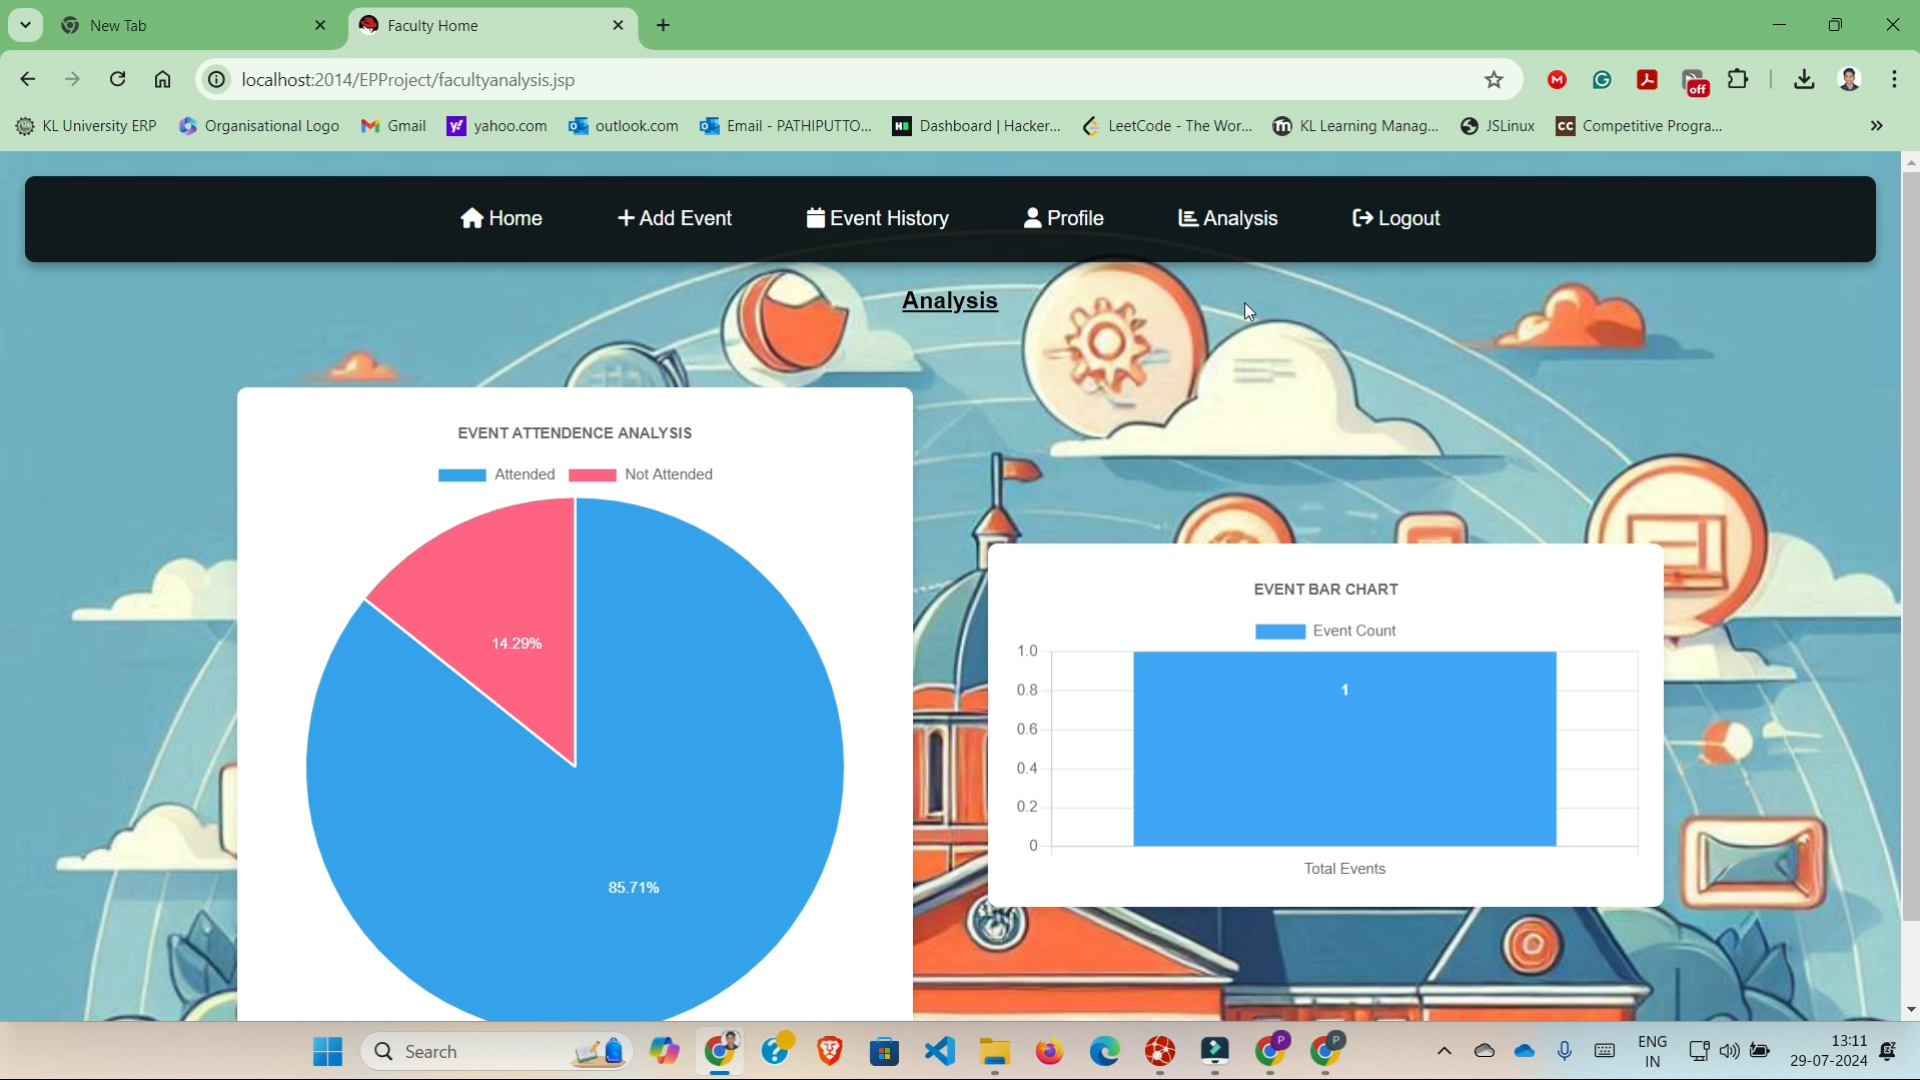 New Tab
Faculty Home
localhost:2014/EPProject/facultyanalysis.jsp
off
KL University ERP
Organisational Logo
Gmail
yahoo.com
outlook.com
Email - PATHIPUTTO...
Dashboard | Hacker...
LeetCode - The Wor...
KL Learning Manag...
JSLinux
CC Competitive Progra...
Home
Add Event
Event History
Profile
Analysis
Logout
Analysis
EVENT ATTENDENCE ANALYSIS
Attended Not Attended
14.29%
85.71%
EVENT BAR CHART
Event Count
1.0
0.8
0.6
0.4
0.2
0
1
Total Events
Search
ENG
IN
13:11
29-07-2024